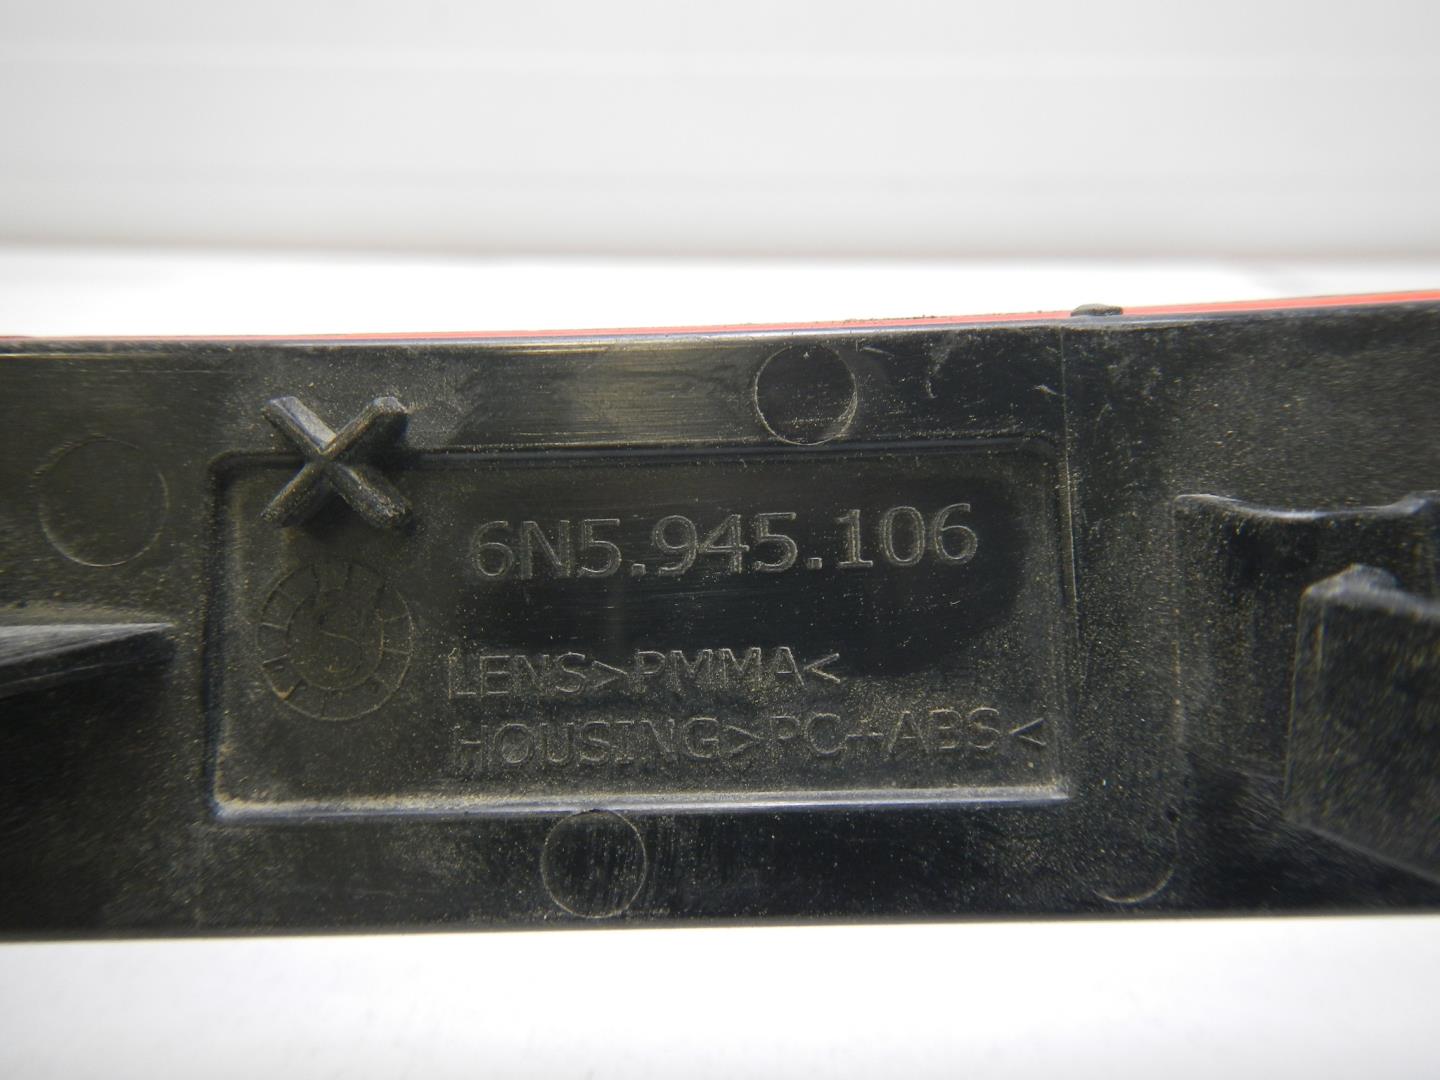 6N5.945.106
LENS>PMMA<
HOUSING>PC+ABS<